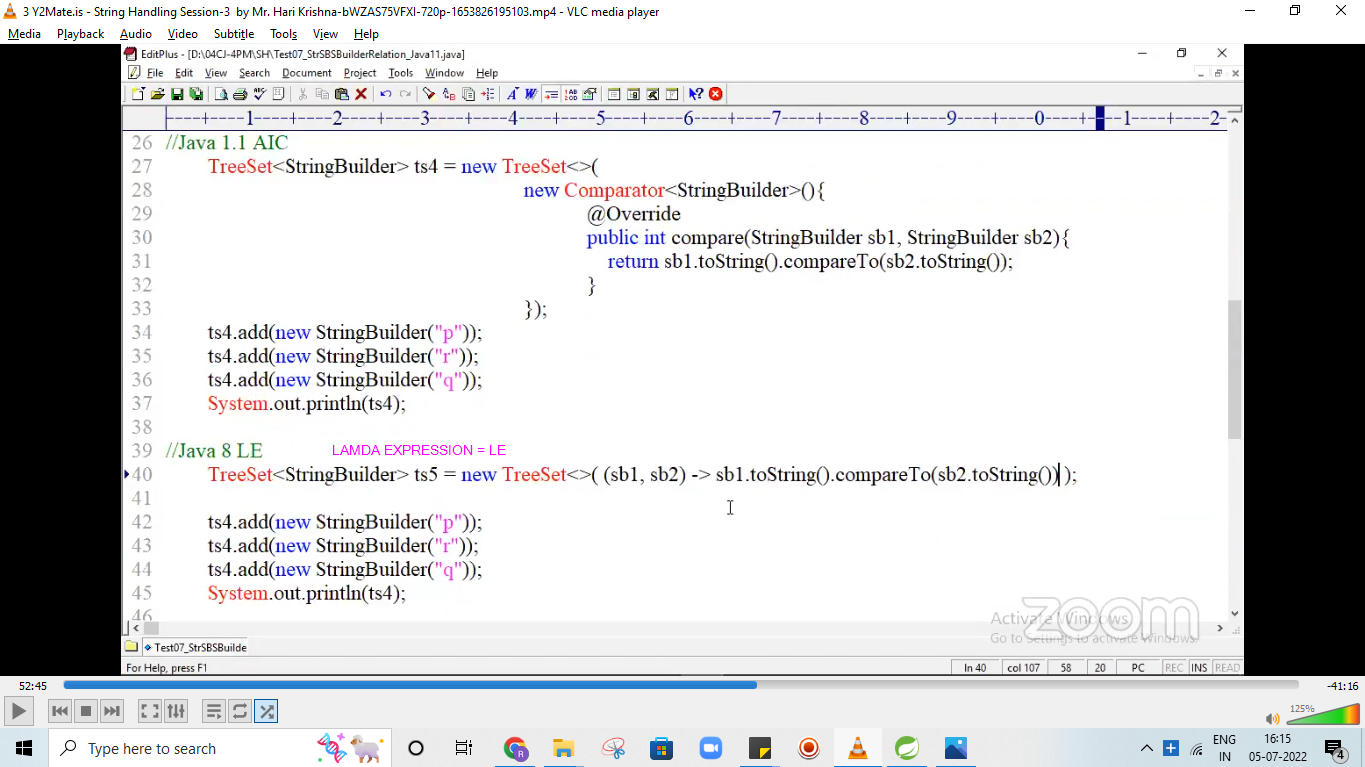 3 Y2Mate.is - String Handling Session-3 by Mr. Hari Krishna-bWZAS75VFXI-720p-1653826195103.mp4 - VLC media player
Media Playback Audio Video Subtitle Tools View Help
EditPlus - [D:\04CJ-4PM\SH\Test07_StrSBSBuilderRelation_Java11.java]
File Edit View Search Document Project Tools Window Help
----+----1----+----2----+----3----+----4----+----5----+----6----+----7----+----8----+----9----+----0----+----1----+----2-
26 //Java 1.1 AIC
27 TreeSet<StringBuilder> ts4 = new TreeSet<>(
28 new Comparator<StringBuilder>(){
29 @Override
30 public int compare(StringBuilder sb1, StringBuilder sb2){
31 return sb1.toString().compareTo(sb2.toString());
32 }
33 });
34 ts4.add(new StringBuilder("p"));
35 ts4.add(new StringBuilder("r"));
36 ts4.add(new StringBuilder("q"));
37 System.out.println(ts4);
38
39 //Java 8 LE LAMDA EXPRESSION = LE
40 TreeSet<StringBuilder> ts5 = new TreeSet<>( (sb1, sb2) -> sb1.toString().compareTo(sb2.toString()) );
41
42 ts4.add(new StringBuilder("p"));
43 ts4.add(new StringBuilder("r"));
44 ts4.add(new StringBuilder("q"));
45 System.out.println(ts4);
46
zoom
Activate Windows
Go to Settings to activate Windows.
Test07_StrSBSBuilde
For Help, press F1 ln 40 col 107 58 20 PC REC INS READ
52:45 -41:16
125%
Type here to search
ENG 16:15
IN 05-07-2022 4